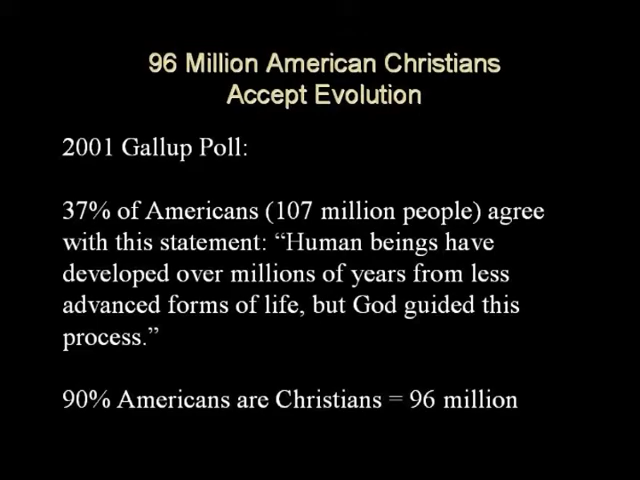 96 Million American Christians
Accept Evolution
2001 Gallup Poll:
37% of Americans (107 million people) agree
with this statement: “Human beings have
developed over millions of years from less
advanced forms of life, but God guided this
process.”
90% Americans are Christians = 96 million